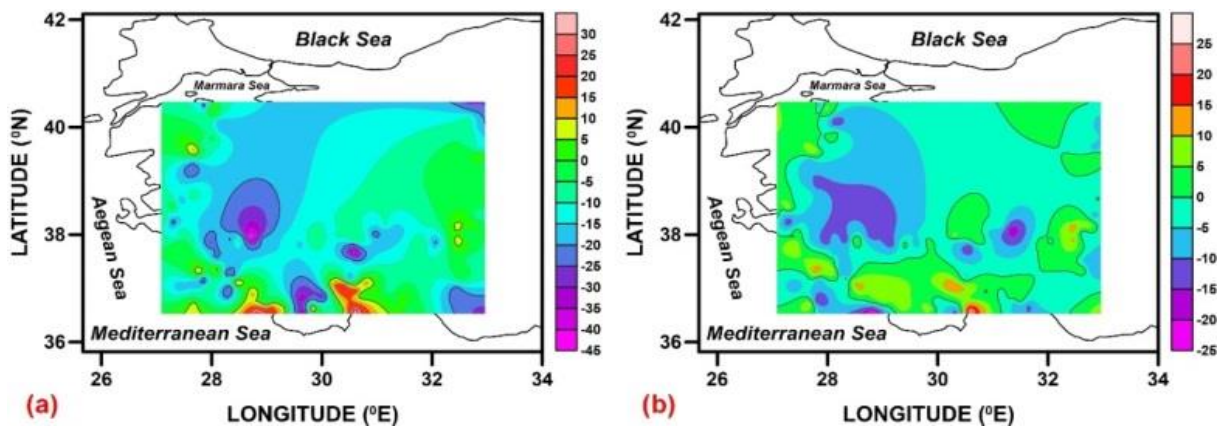 42
40
38
36
LATITUDE (⁰N)
Black Sea
Marmara Sea
Aegean Sea
Mediterranean Sea
26 28 30 32 34
(a)
LONGITUDE (⁰E)
30
25
20
15
10
5
0
-5
-10
-15
-20
-25
-30
-35
-40
-45
42
40
38
36
LATITUDE (⁰N)
Black Sea
Marmara Sea
Aegean Sea
Mediterranean Sea
26 28 30 32 34
(b)
LONGITUDE (⁰E)
25
20
15
10
5
0
-5
-10
-15
-20
-25